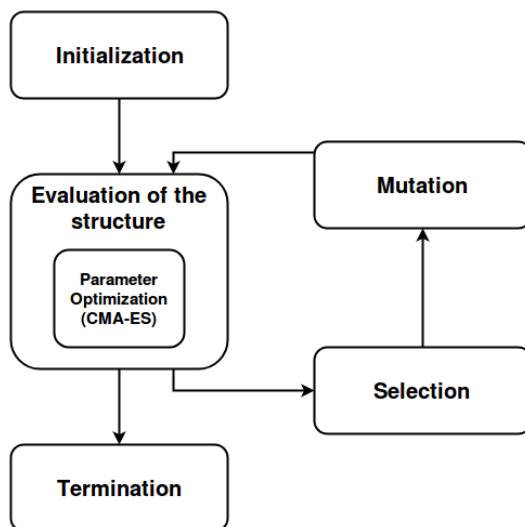 Initialization
Evaluation of the
structure
Parameter
Optimization
(CMA-ES)
Mutation
Selection
Termination